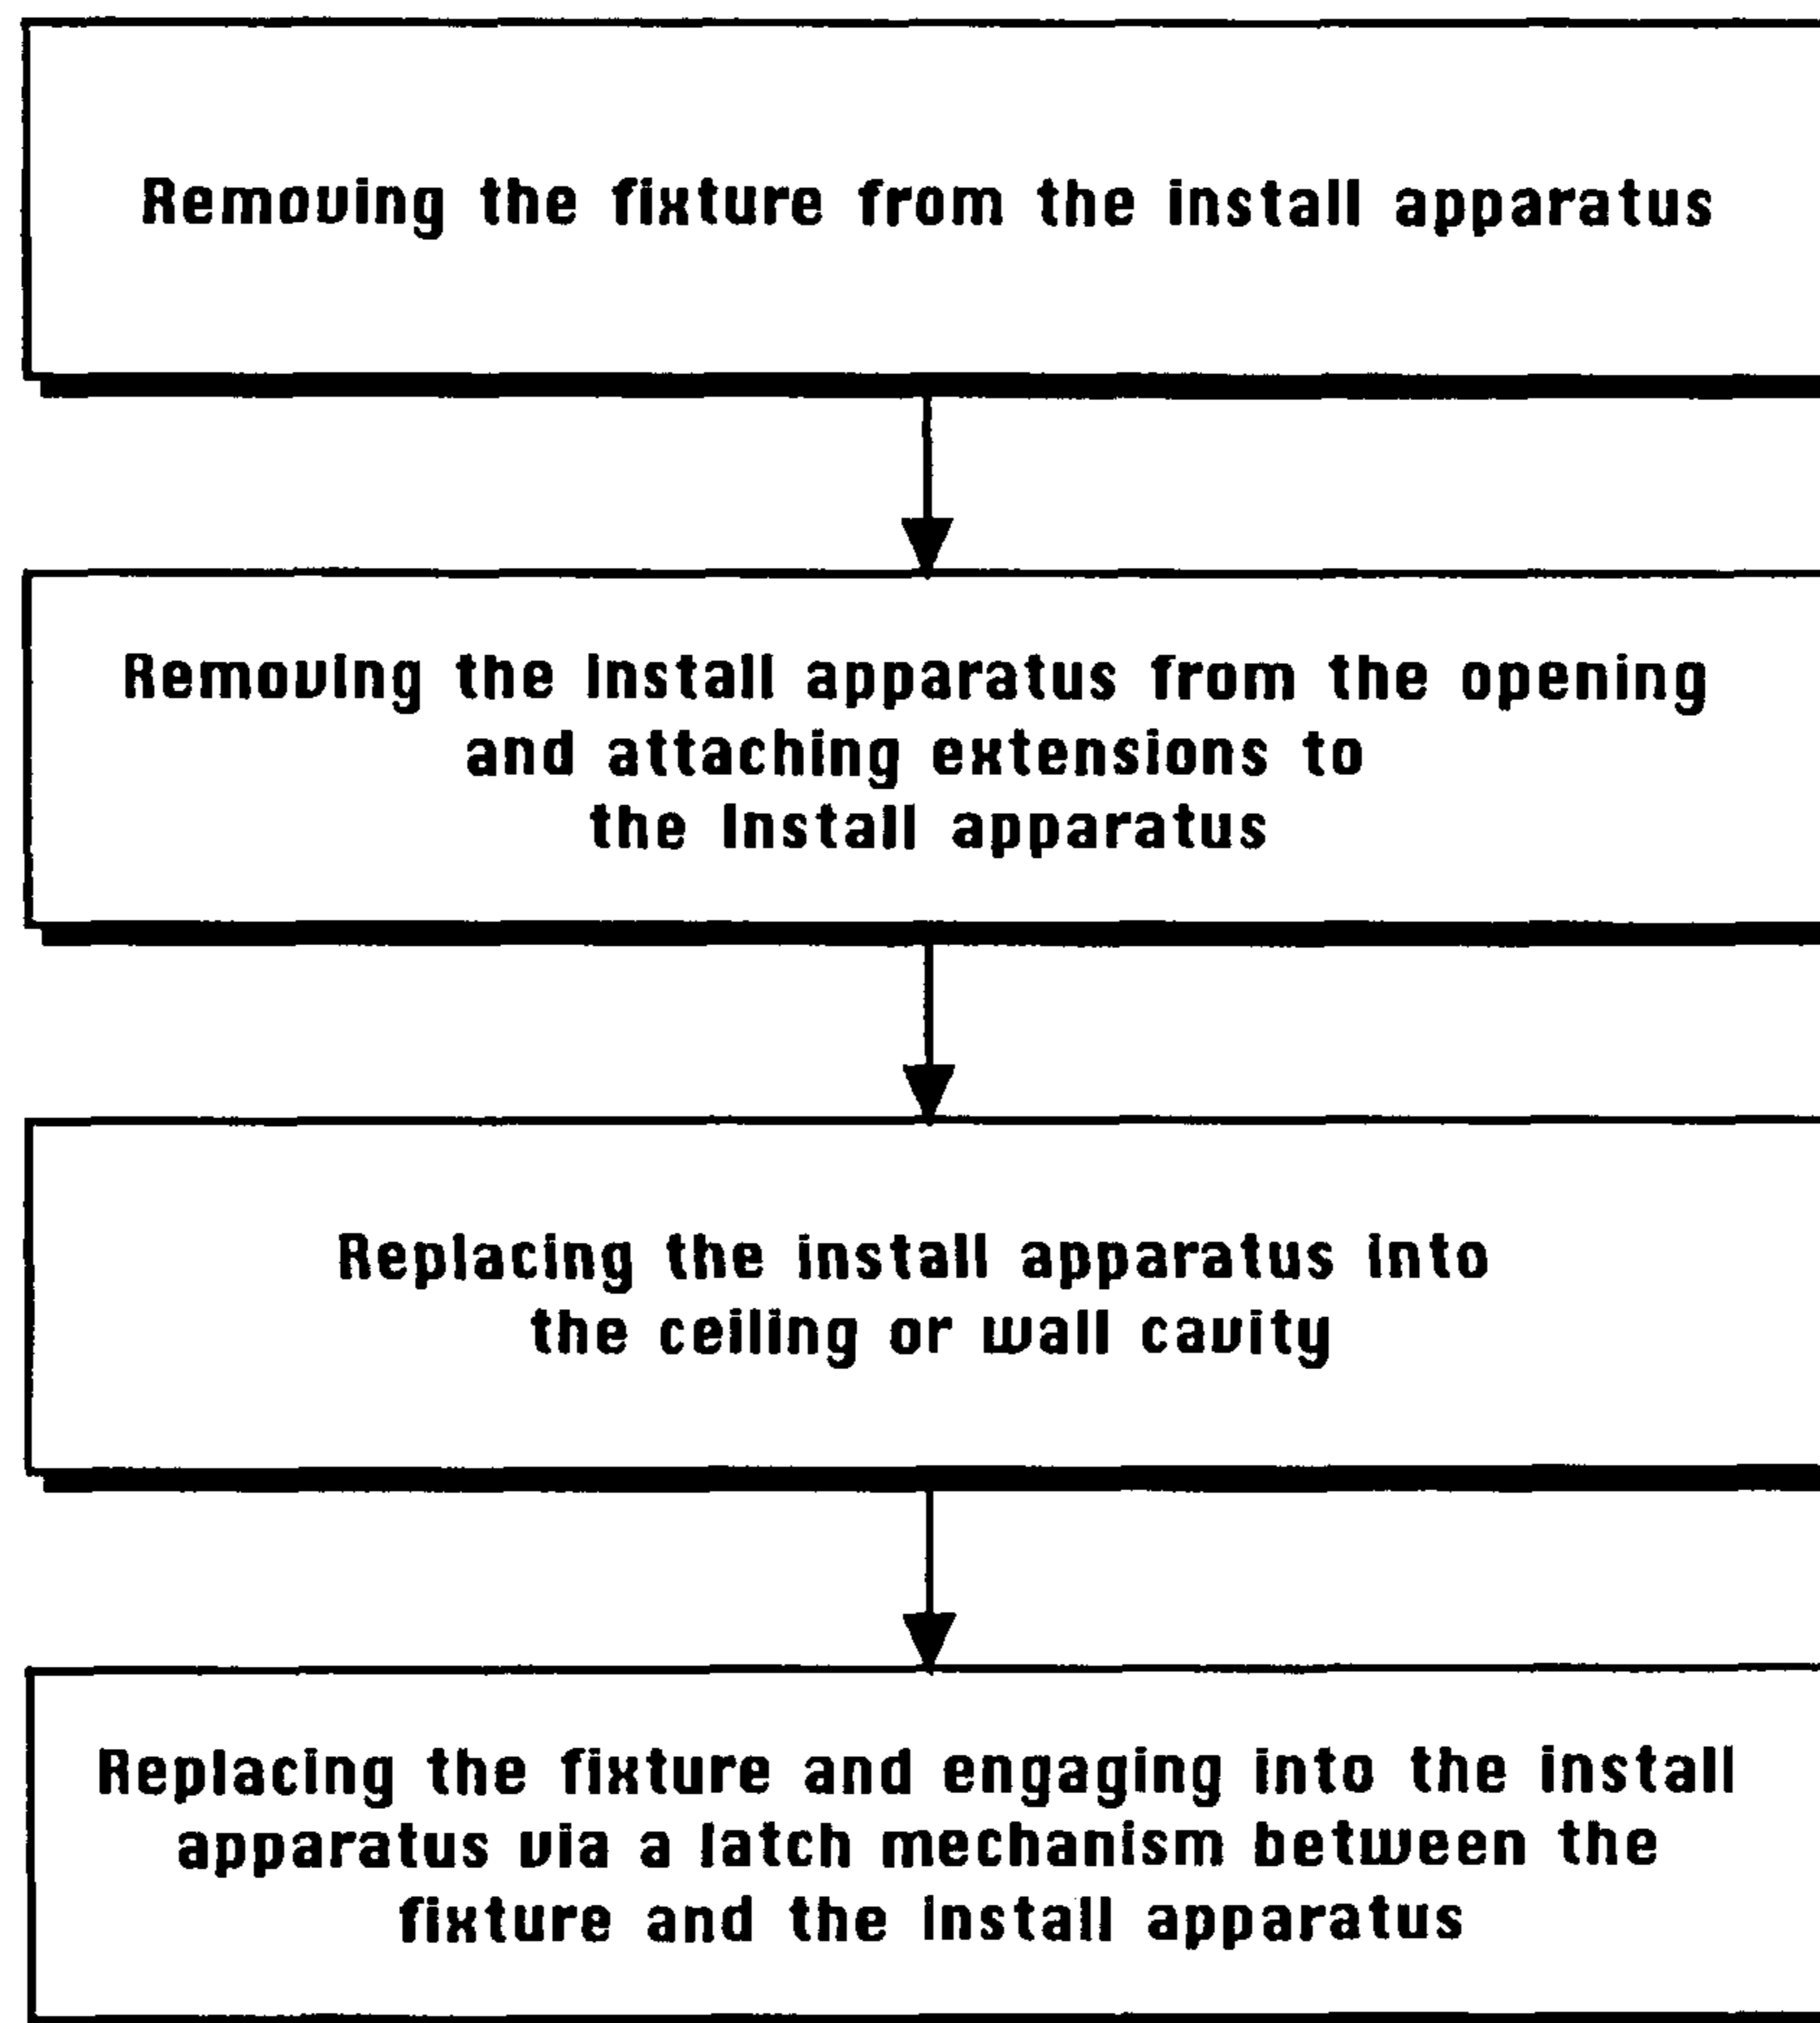 Removing the fixture from the install apparatus
Removing the install apparatus from the opening
and attaching extensions to
the install apparatus
Replacing the install apparatus into
the ceiling or wall cavity
Replacing the fixture and engaging into the install
apparatus via a latch mechanism between the
fixture and the install apparatus